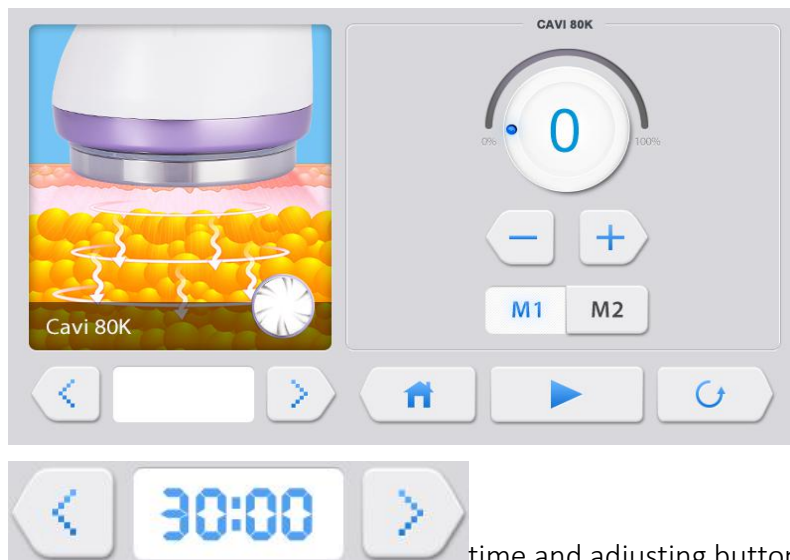 CAVI 80K
0
0%
100%
M1 M2
Cavi 80K
30:00
time and adjusting button